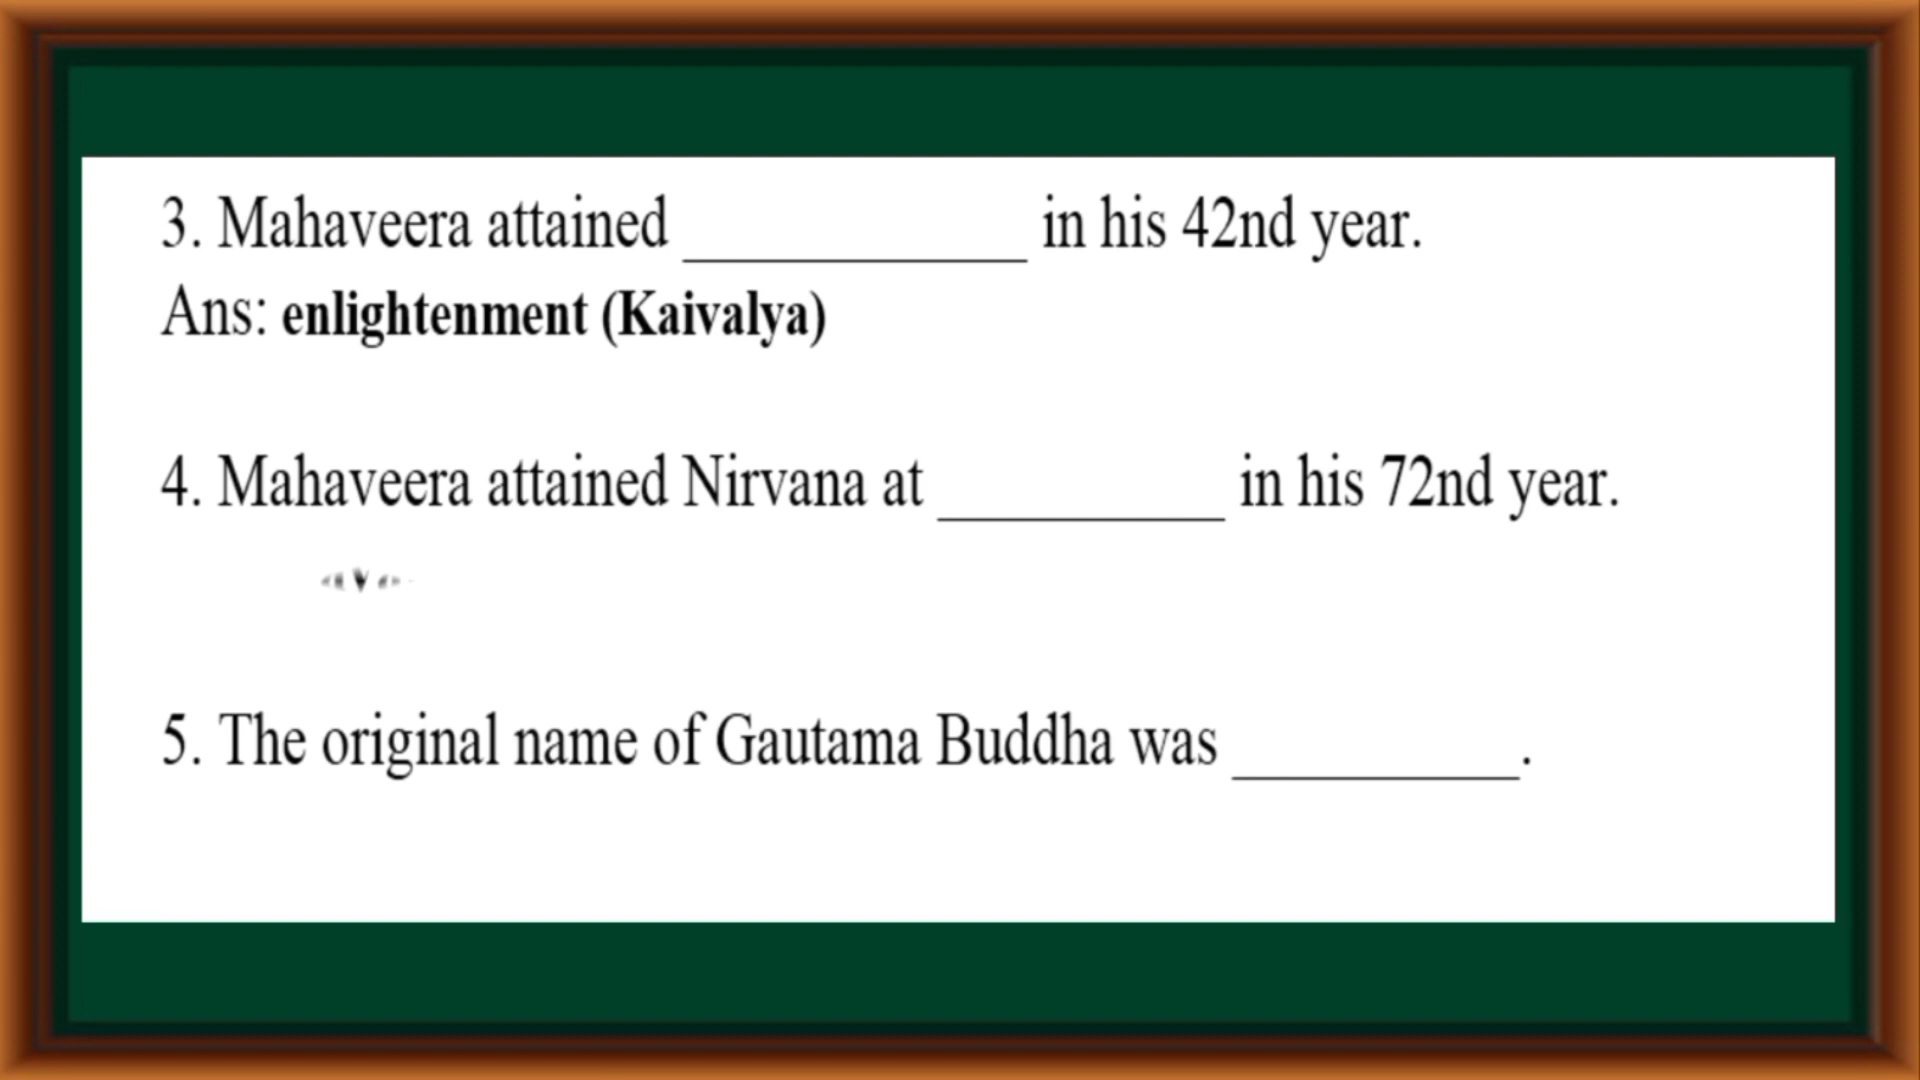 3. Mahaveera attained ____________ in his 42nd year.
Ans: enlightenment (Kaivalya)
4. Mahaveera attained Nirvana at __________ in his 72nd year.
5. The original name of Gautama Buddha was __________.